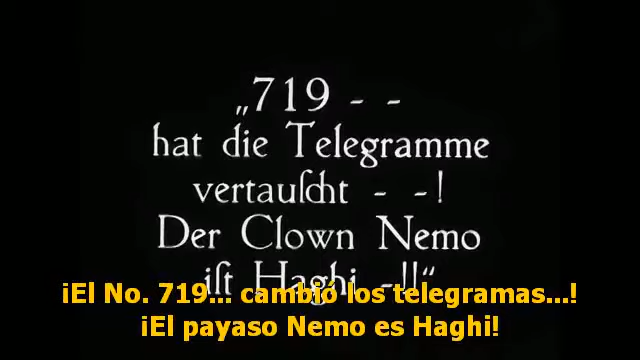 „719 - -
hat die Telegramme
vertauſcht - -!
Der Clown Nemo
iſt Haghi -!!“
¡El No. 719... cambió los telegramas...!
¡El payaso Nemo es Haghi!